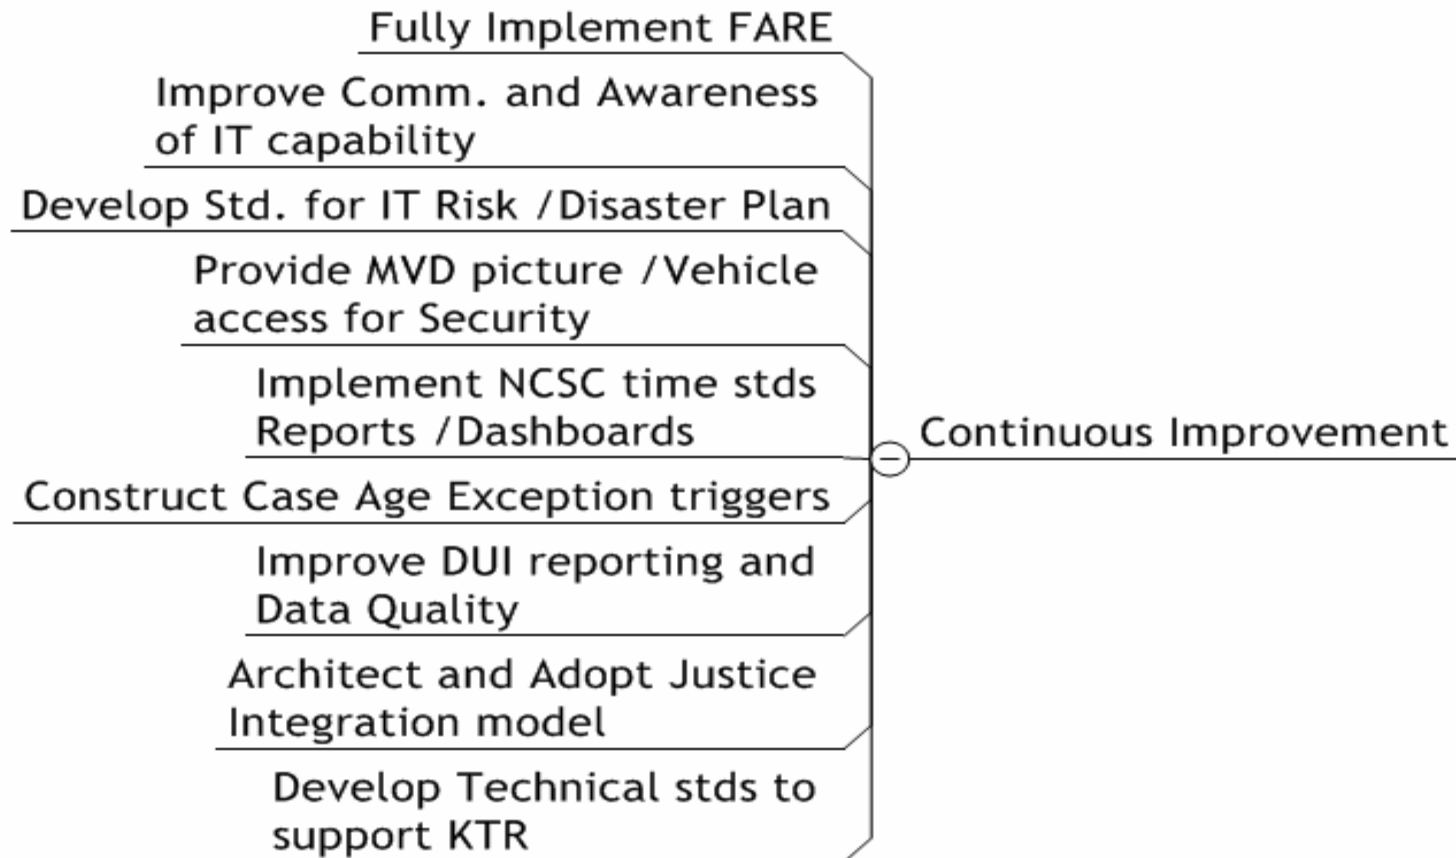 Fully Implement FARE
Improve Comm. and Awareness
of IT capability
Develop Std. for IT Risk /Disaster Plan
Provide MVD picture /Vehicle
access for Security
Implement NCSC time stds
Reports /Dashboards
Continuous Improvement
Construct Case Age Exception triggers
Improve DUI reporting and
Data Quality
Architect and Adopt Justice
Integration model
Develop Technical stds to
support KTR